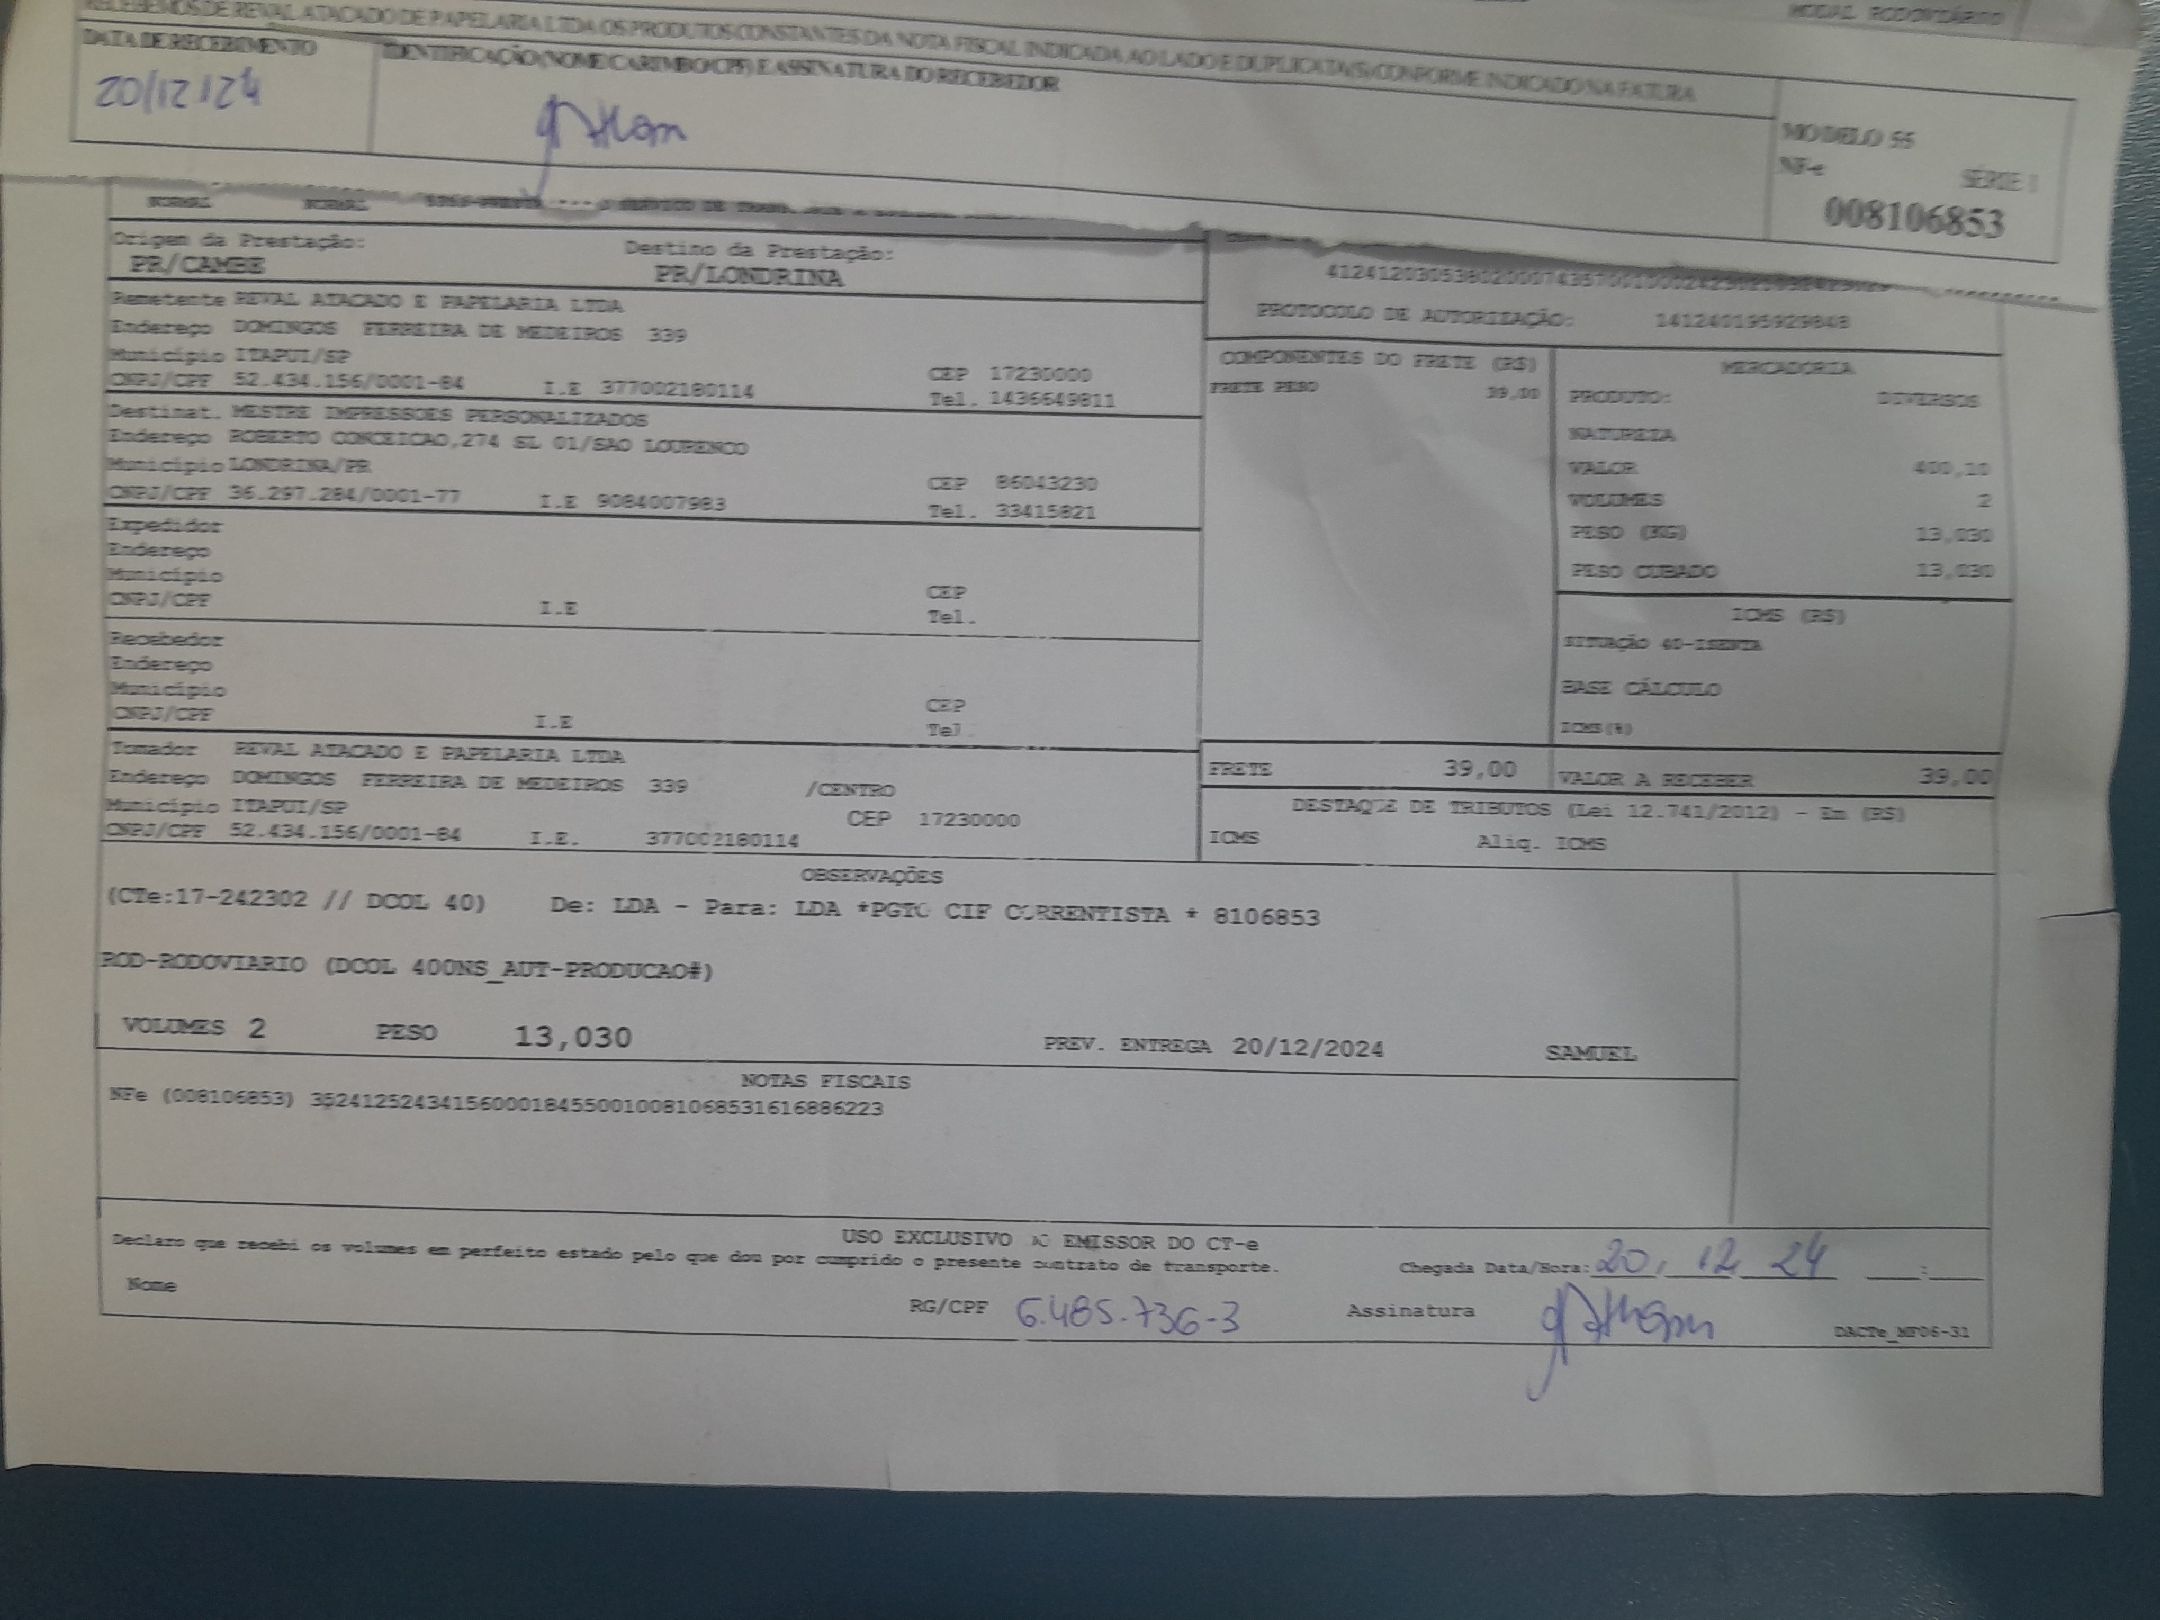 MODAL RODOVIÁRIO
RECEBEMOS DE REVAL ATACADO DE PAPELARIA LTDA OS PRODUTOS CONSTANTES DA NOTA FISCAL INDICADA AO LADO E DUPLICATA(S) CONFORME INDICADO NA FATURA
DATA DE RECEBIMENTO
IDENTIFICAÇÃO (NOME CARIMBO CPF) E ASSINATURA DO RECEBEDOR
20/12/24
MODELO 55
NF-e SÉRIE 1
008106853
NORMAL NORMAL
Origem da Prestação: Destino da Prestação:
PR/CAMBE PR/LONDRINA
PROTOCOLO DE AUTORIZAÇÃO: 141240195929848
Remetente REVAL ATACADO E PAPELARIA LTDA
Endereço DOMINGOS FERREIRA DE MEDEIROS 339
Município ITAPUI/SP CEP 17230000
CNPJ/CPF 52.434.156/0001-84 I.E 377002180114 Tel. 1436649811
Destinat. MESTRE IMPRESSOES PERSONALIZADOS
Endereço ROBERTO CONCEICAO,274 SL 01/SAO LOURENCO
Município LONDRINA/PR CEP 86043230
CNPJ/CPF 36.297.284/0001-77 I.E 9084007983 Tel. 33415821
Expedidor
Endereço
Município CEP
CNPJ/CPF I.E Tel.
Recebedor
Endereço
Município CEP
CNPJ/CPF I.E Tel
Tomador REVAL ATACADO E PAPELARIA LTDA
Endereço DOMINGOS FERREIRA DE MEDEIROS 339 /CENTRO
Município ITAPUI/SP CEP 17230000
CNPJ/CPF 52.434.156/0001-84 I.E. 377002180114
COMPONENTES DO FRETE (R$)
FRETE PESO 39,00
MERCADORIA
PRODUTO: DIVERSOS
NATUREZA
VALOR 400,10
VOLUMES 2
PESO (KG) 13,030
PESO CUBADO 13,030
ICMS (R$)
SITUAÇÃO 40-ISENTA
BASE CÁLCULO
ICMS(%)
FRETE 39,00 VALOR A RECEBER 39,00
DESTAQUE DE TRIBUTOS (Lei 12.741/2012) - Em (R$)
ICMS Aliq. ICMS
OBSERVAÇÕES
(CTe:17-242302 // DCOL 40) De: LDA - Para: LDA *PGTO CIF CORRENTISTA * 8106853
ROD-RODOVIARIO (DCOL 400NS_AUT-PRODUCAO#)
VOLUMES 2 PESO 13,030 PREV. ENTREGA 20/12/2024 SAMUEL
NOTAS FISCAIS
NFe (008106853) 35241252434156000184550010081068531616886223
USO EXCLUSIVO AO EMISSOR DO CT-e
Declaro que recebi os volumes em perfeito estado pelo que dou por cumprido o presente contrato de transporte. Chegada Data/Hora: 20, 12 24 :
Nome RG/CPF 6.485.736-3 Assinatura
DACTe_MF06-31